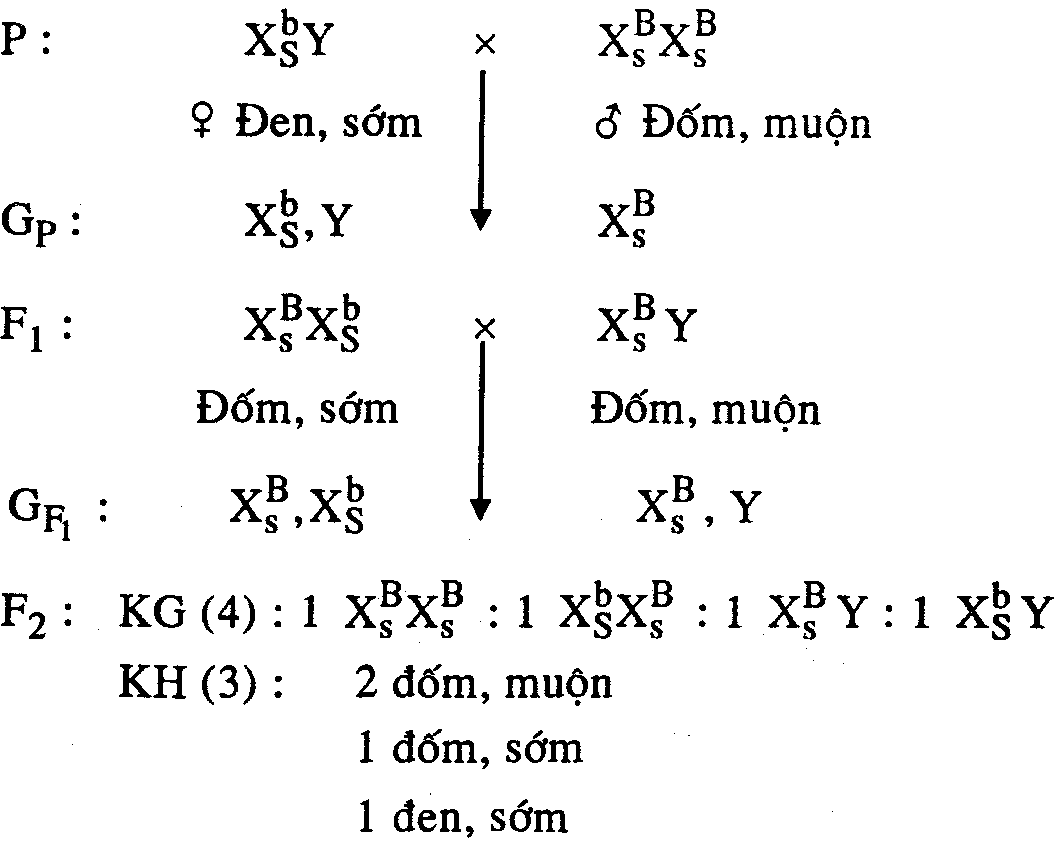 P : X^b_S Y × X^B_s X^B_s
♀ Đen, sớm ♂ Đốm, muộn
G_P : X^b_S, Y X^B_s
F_1 : X^B_s X^b_S × X^B_s Y
Đốm, sớm Đốm, muộn
G_F_1 : X^B_s, X^b_S X^B_s, Y
F_2 : KG (4) : 1 X^B_s X^B_s : 1 X^b_S X^B_s : 1 X^B_s Y : 1 X^b_S Y
KH (3) : 2 đốm, muộn
1 đốm, sớm
1 đen, sớm